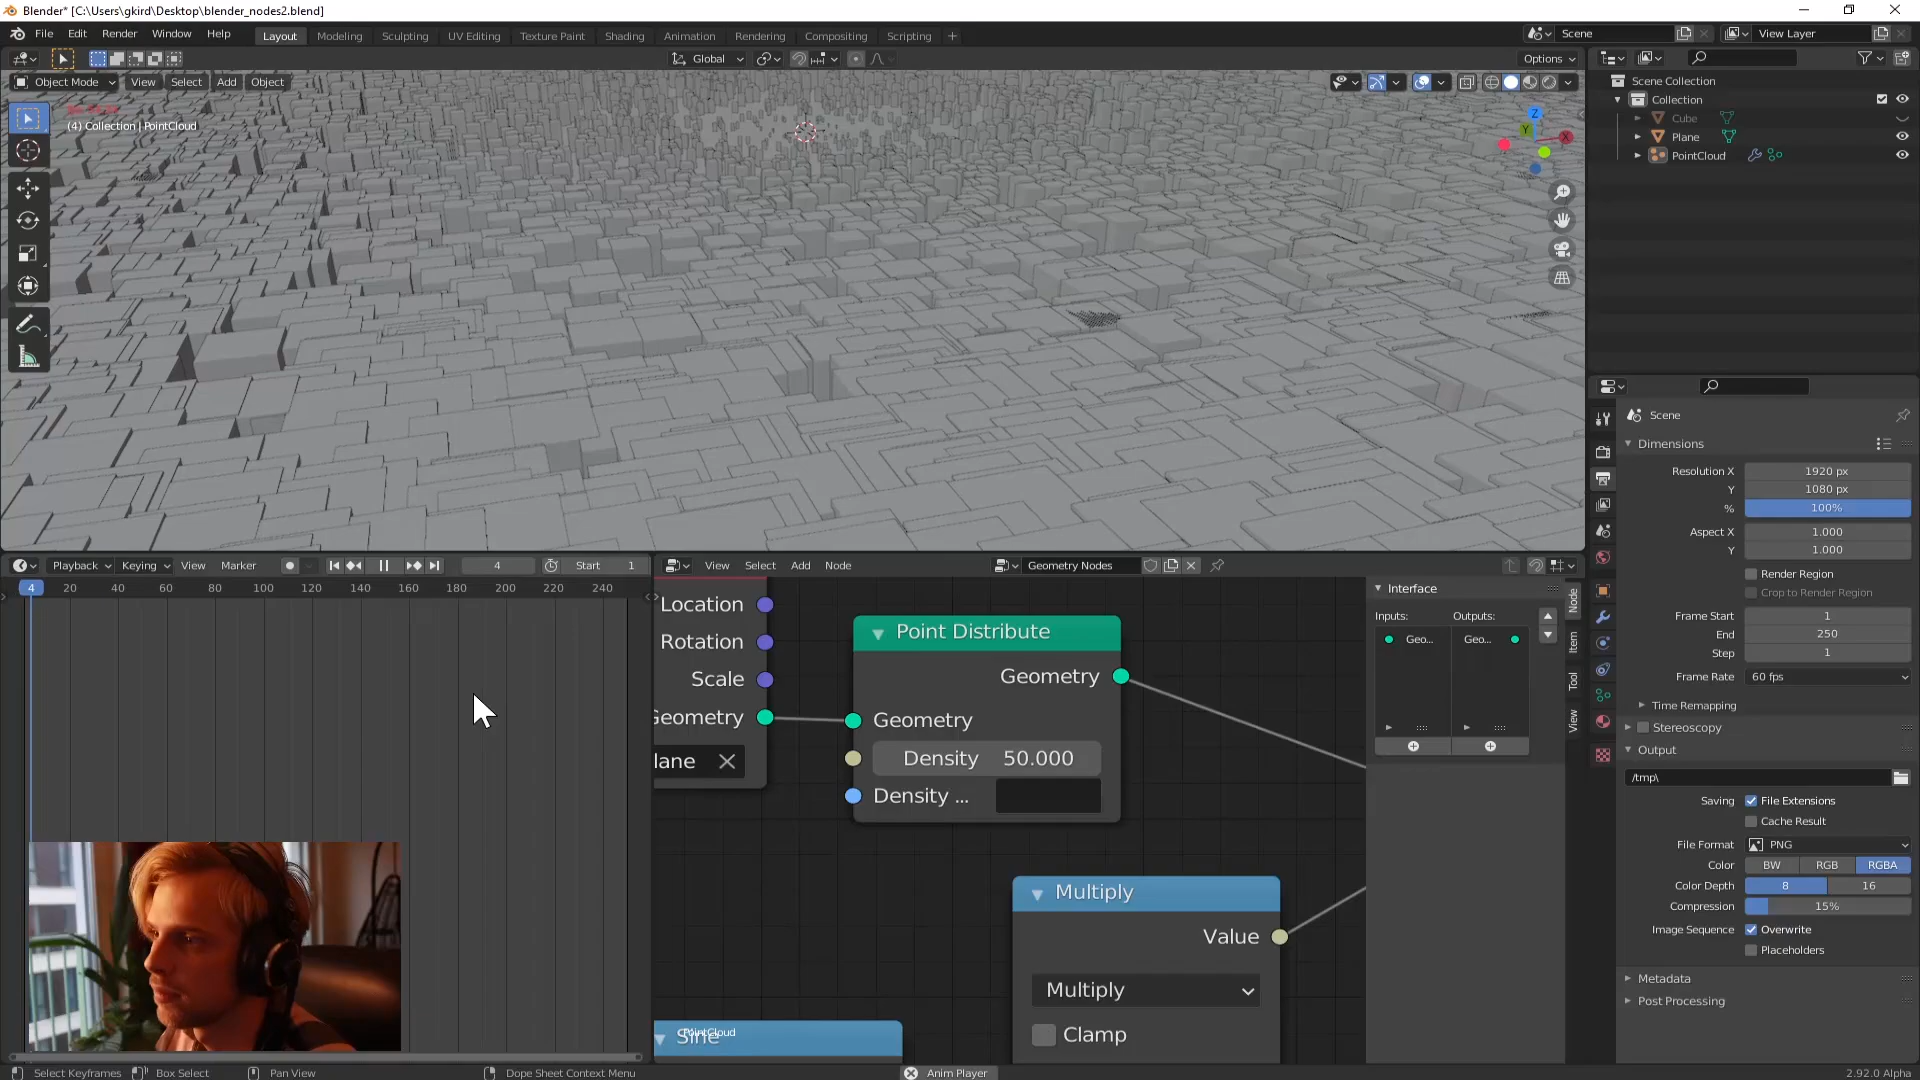 Blender* [C:\Users\gkird\Desktop\blender_nodes2.blend]
File Edit Render Window Help
Layout Modeling Sculpting UV Editing Texture Paint Shading Animation Rendering Compositing Scripting +
Scene
View Layer
Global
Options
Object Mode View Select Add Object
(4) Collection | PointCloud
Z
Y
X
Scene Collection
Collection
Cube
Plane
PointCloud
Scene
Dimensions
Resolution X 1920 px
Y 1080 px
% 100%
Aspect X 1.000
Y 1.000
Render Region
Crop to Render Region
Frame Start 1
End 250
Step 1
Frame Rate 60 fps
Time Remapping
Stereoscopy
Output
/tmp\
Saving File Extensions
Cache Result
File Format PNG
Color BW RGB RGBA
Color Depth 8 16
Compression 15%
Image Sequence Overwrite
Placeholders
Metadata
Post Processing
Playback Keying View Marker 4 Start 1
4 20 40 60 80 100 120 140 160 180 200 220 240
View Select Add Node Geometry Nodes
Location
Rotation
Scale
Geometry
lane
Point Distribute
Geometry
Geometry
Density 50.000
Density ...
Multiply
Value
Multiply
Clamp
Sine
PointCloud
Interface
Inputs: Outputs:
Geo... Geo...
Node
Item
Tool
View
Select Keyframes Box Select Pan View Dope Sheet Context Menu Anim Player 2.92.0 Alpha